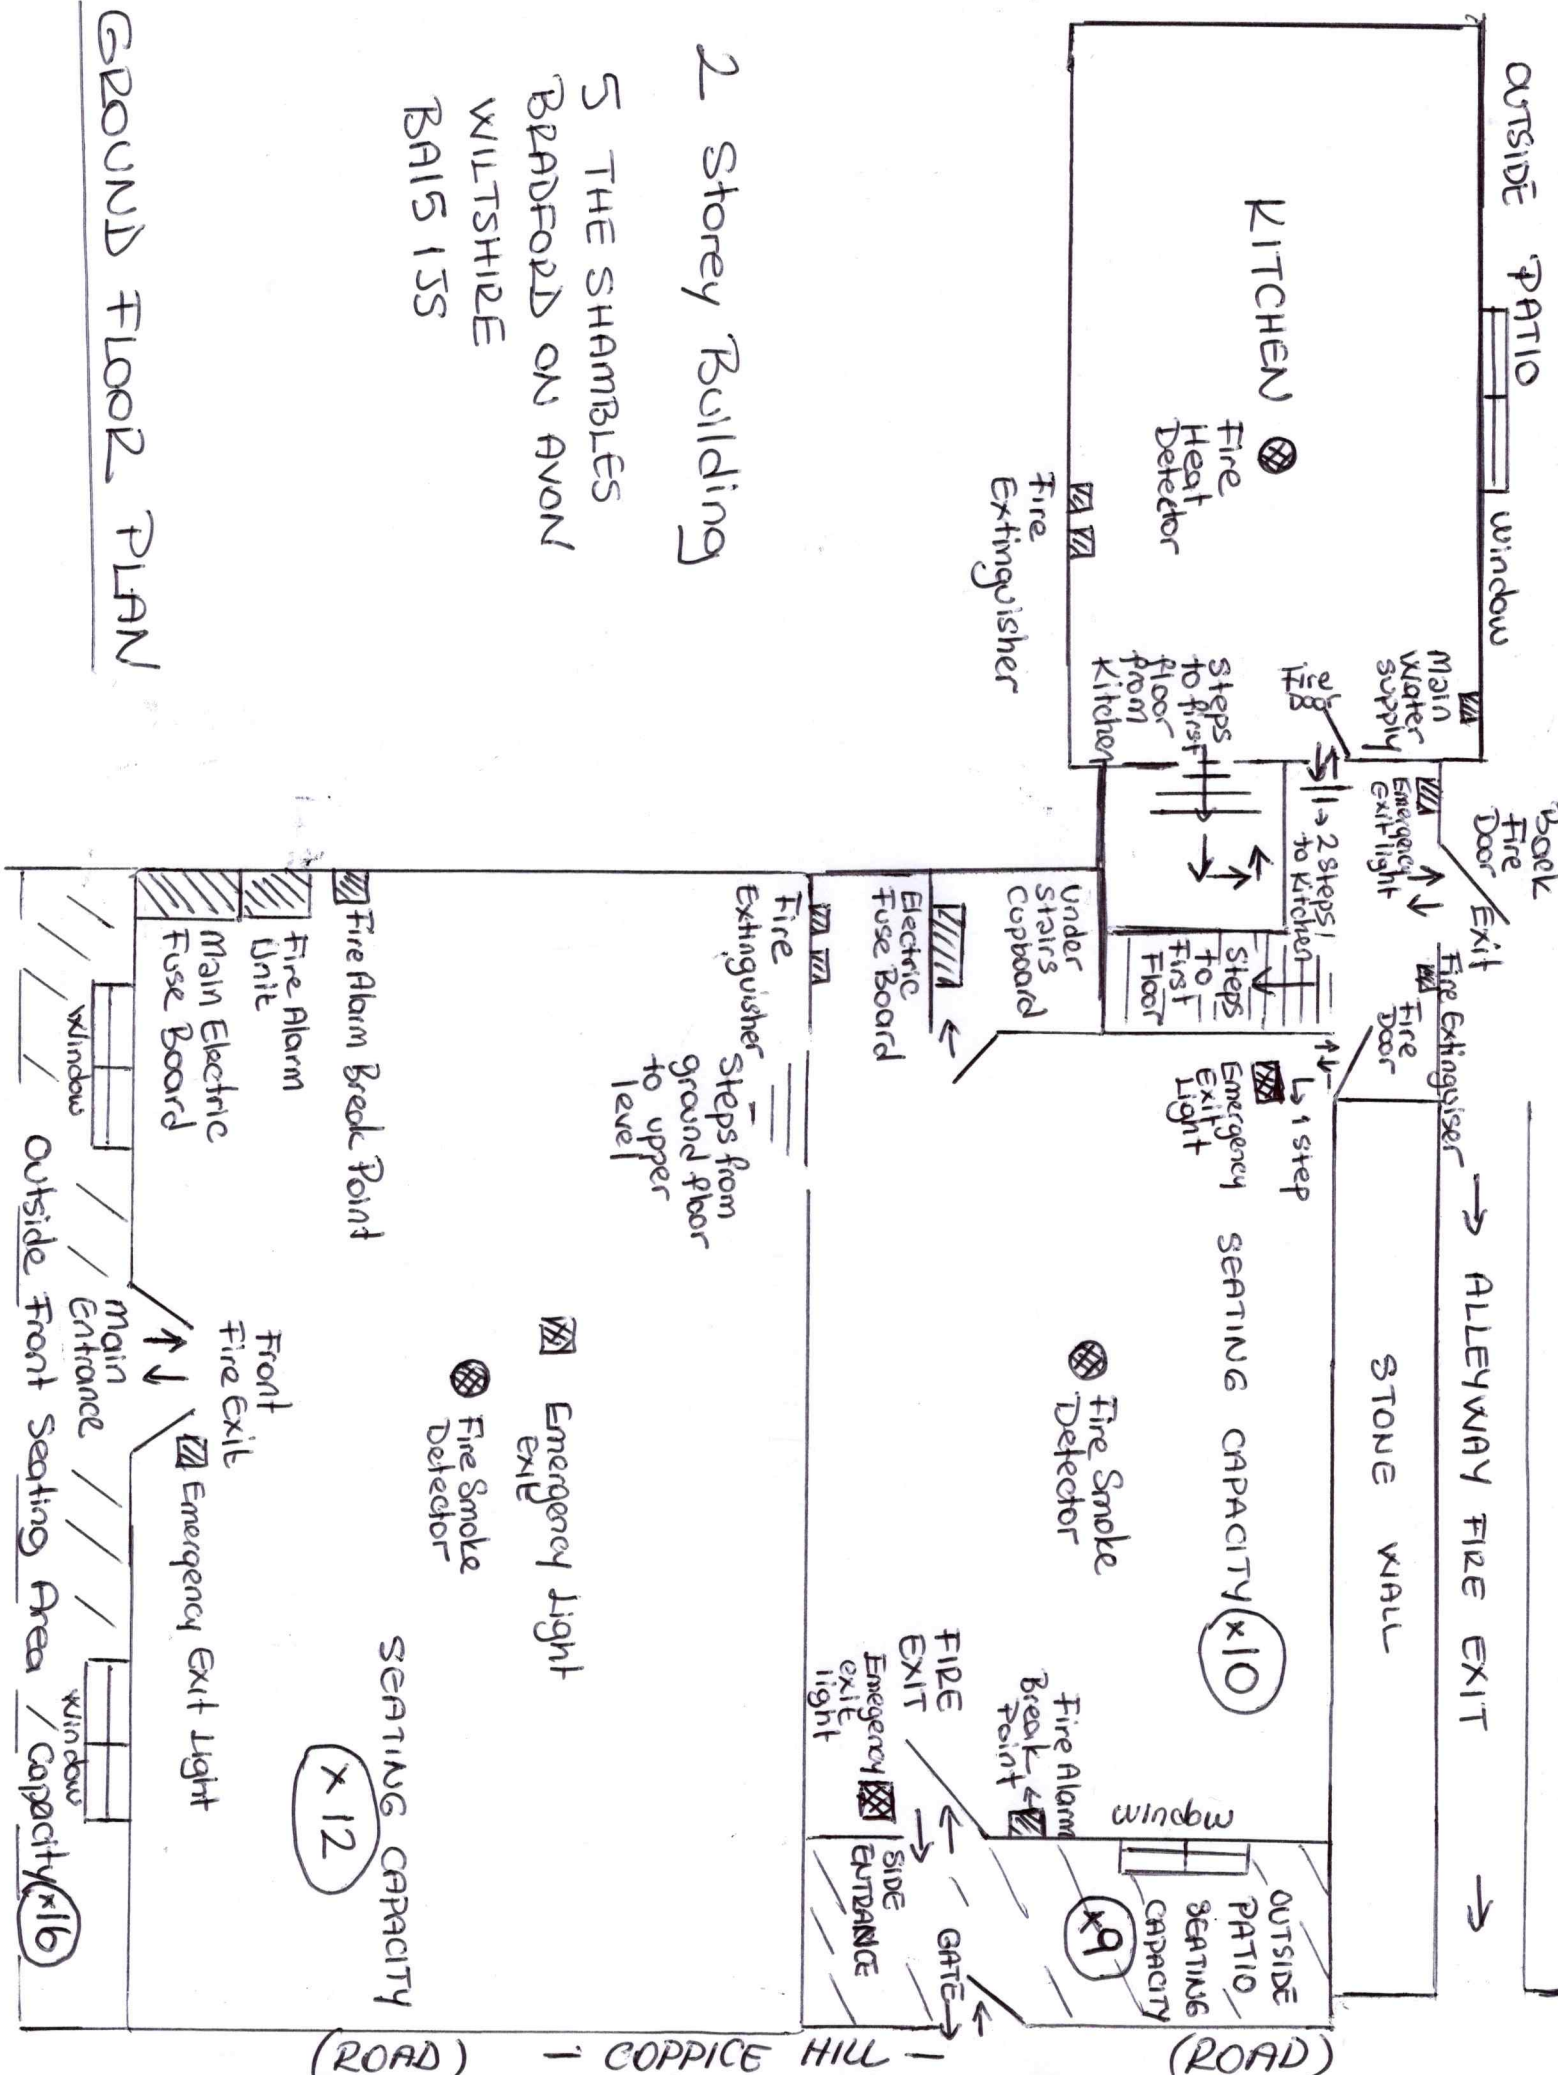 OUTSIDE PATIO
Window
KITCHEN
Fire
Heat
Detector
Fire
Extinguisher
Main
Water
supply
Steps
to first
floor
from
Kitchen
Back
Fire
Door
EXIT
Emergency
exit light
2 steps
to Kitchen
Fire Extinguiser
Fire
Door
Steps
to
First
Floor
Under
Stairs
Cupboard
Electric
Fuse Board
1 step
Emergency
Exit
Light
→ ALLEYWAY FIRE EXIT →
STONE WALL
SEATING CAPACITY x10
Fire Smoke
Detector
Fire Alarm
Break
Point
FIRE
EXIT
Emegency
exit
light
Window
OUTSIDE
PATIO
SEATING
CAPACITY
x9
SIDE
ENTRANCE
GATE
Fire
Extinguisher
Steps from
ground floor
to upper
level
Emergency Light
exit
Fire Smoke
Detector
SEATING CAPACITY
x 12
Fire Alarm Break Point
Fire Alarm
Unit
Main Electric
Fuse Board
Front
Fire Exit
Emergency Exit Light
Main
Entrance
Window
Window
Outside Front Seating Area / Capacity x16
(ROAD) - COPPICE HILL - (ROAD)
2 Storey Building
5 THE SHAMBLES
BRADFORD ON AVON
WILTSHIRE
BA15 1JS
GROUND FLOOR PLAN